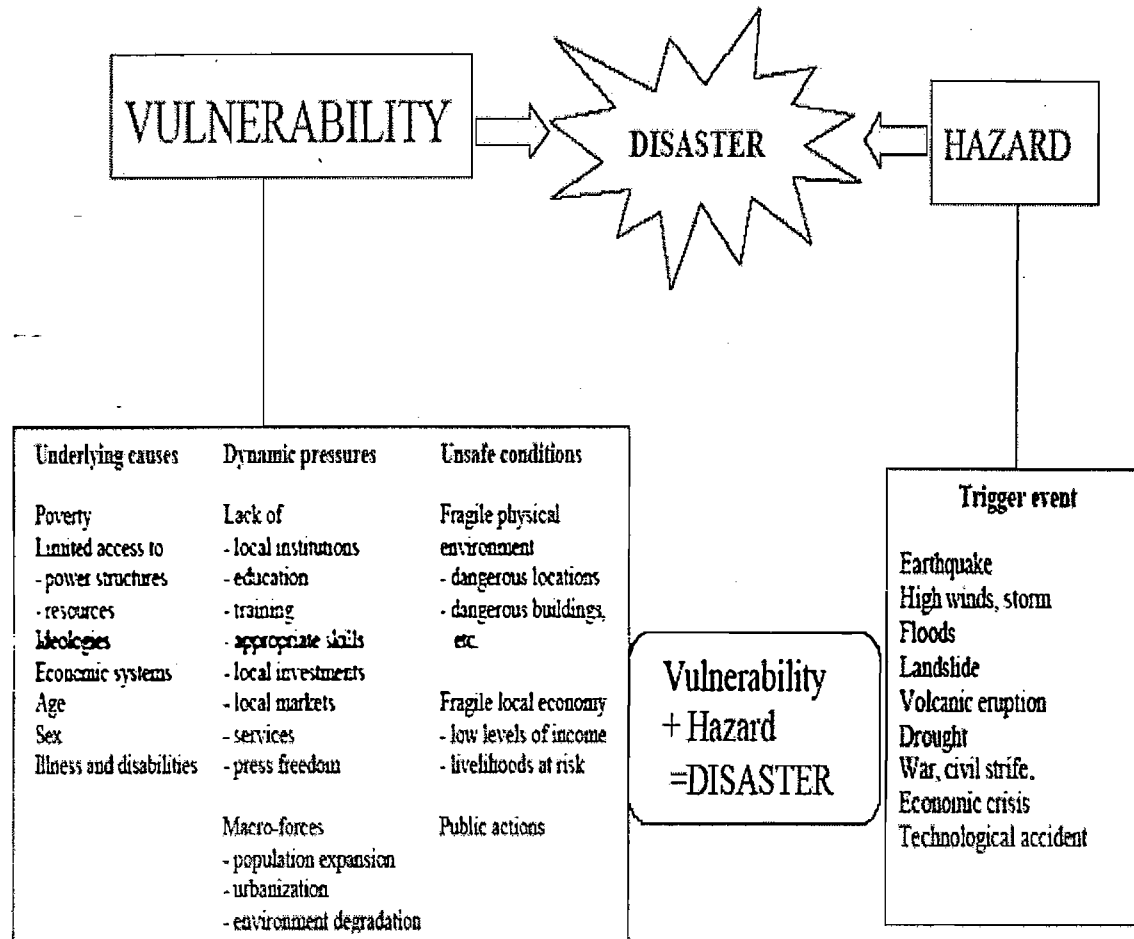 VULNERABILITY
DISASTER
HAZARD
Underlying causes
Poverty
Limited access to
- power structures
- resources
Ideologies
Economic systems
Age
Sex
Illness and disabilities
Dynamic pressures
Lack of
- local institutions
- education
- training
- appropriate skills
- local investments
- local markets
- services
- press freedom
Macro-forces
- population expansion
- urbanization
- environment degradation
Unsafe conditions
Fragile physical
environment
- dangerous locations
- dangerous buildings,
etc.
Fragile local economy
- low levels of income
- livelihoods at risk
Public actions
Vulnerability
+ Hazard
=DISASTER
Trigger event
Earthquake
High winds, storm
Floods
Landslide
Volcanic eruption
Drought
War, civil strife.
Economic crisis
Technological accident